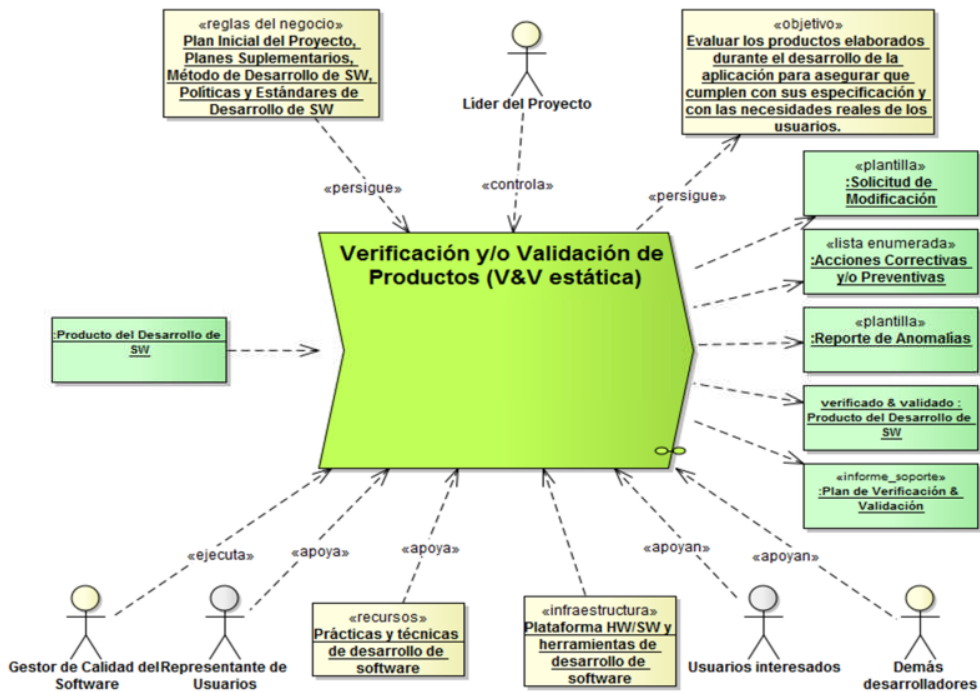 «reglas del negocio»
Plan Inicial del Proyecto,
Planes Suplementarios,
Método de Desarrollo de SW,
Políticas y Estándares de
Desarrollo de SW
Líder del Proyecto
«objetivo»
Evaluar los productos elaborados
durante el desarrollo de la
aplicación para asegurar que
cumplen con sus especificación y
con las necesidades reales de los
usuarios.
«persigue»
«controla»
«persigue»
«plantilla»
:Solicitud de
Modificación
«lista enumerada»
:Acciones Correctivas
y/o Preventivas
«plantilla»
:Reporte de Anomalías
verificado & validado :
Producto del Desarrollo de
SW
«informe_soporte»
:Plan de Verificación &
Validación
Verificación y/o Validación de
Productos (V&V estática)
:Producto del Desarrollo de
SW
«ejecuta»
«apoya»
«apoya»
«apoyan»
«apoyan»
Gestor de Calidad del
Software
Representante de
Usuarios
«recursos»
Prácticas y técnicas
de desarrollo de
software
«infraestructura»
Plataforma HW/SW y
herramientas de
desarrollo de
software
Usuarios interesados
Demás
desarrolladores